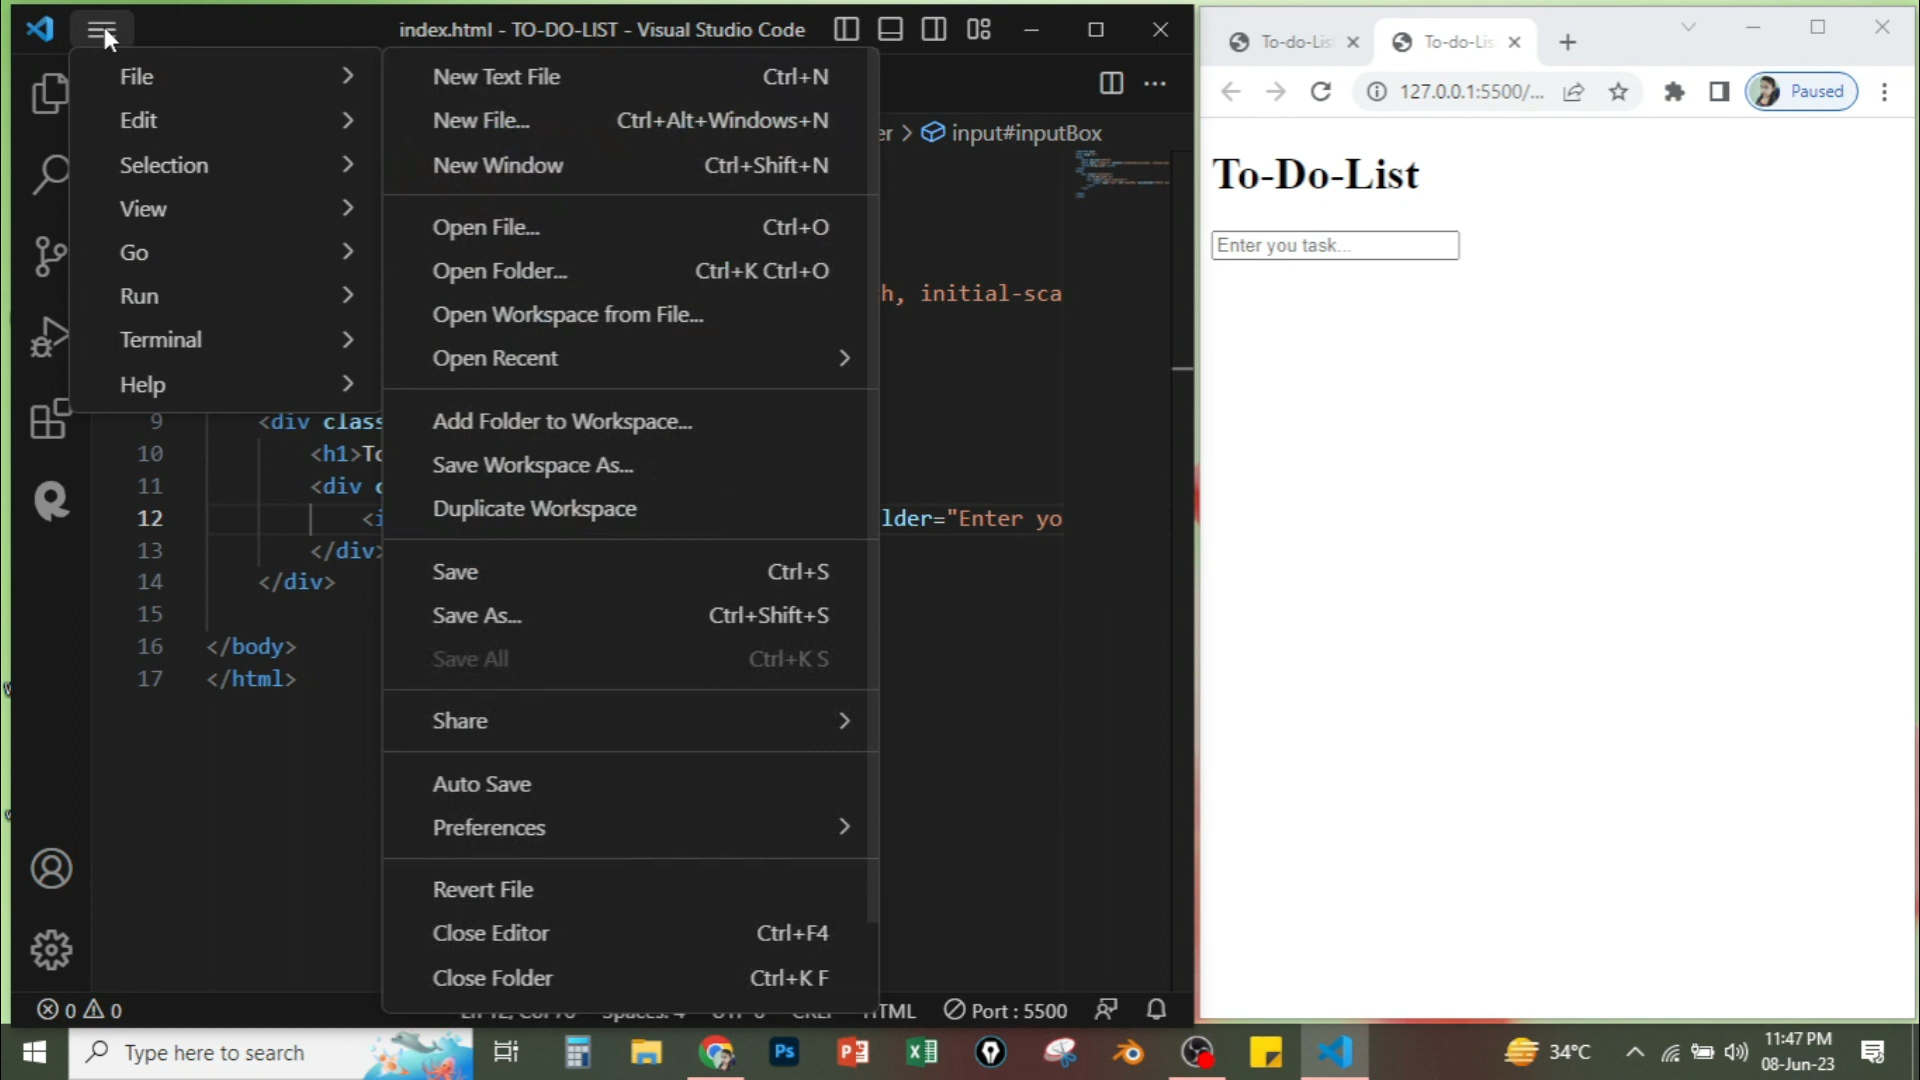 index.html - TO-DO-LIST - Visual Studio Code
File
Edit
Selection
View
Go
Run
Terminal
Help
New Text File Ctrl+N
New File... Ctrl+Alt+Windows+N
New Window Ctrl+Shift+N
Open File... Ctrl+O
Open Folder... Ctrl+K Ctrl+O
Open Workspace from File...
Open Recent
Add Folder to Workspace...
Save Workspace As...
Duplicate Workspace
Save Ctrl+S
Save As... Ctrl+Shift+S
Save All Ctrl+K S
Share
Auto Save
Preferences
Revert File
Close Editor Ctrl+F4
Close Folder Ctrl+K F
er > input#inputBox
h, initial-sca
9 <div class
10 <h1>To
11 <div c
12 <i lder="Enter yo
13 </div>
14 </div>
15
16 </body>
17 </html>
0 0
HTML Port : 5500
To-do-Lis
To-do-Lis
127.0.0.1:5500/...
Paused
To-Do-List
Enter you task...
Type here to search
Ps
34°C
11:47 PM
08-Jun-23